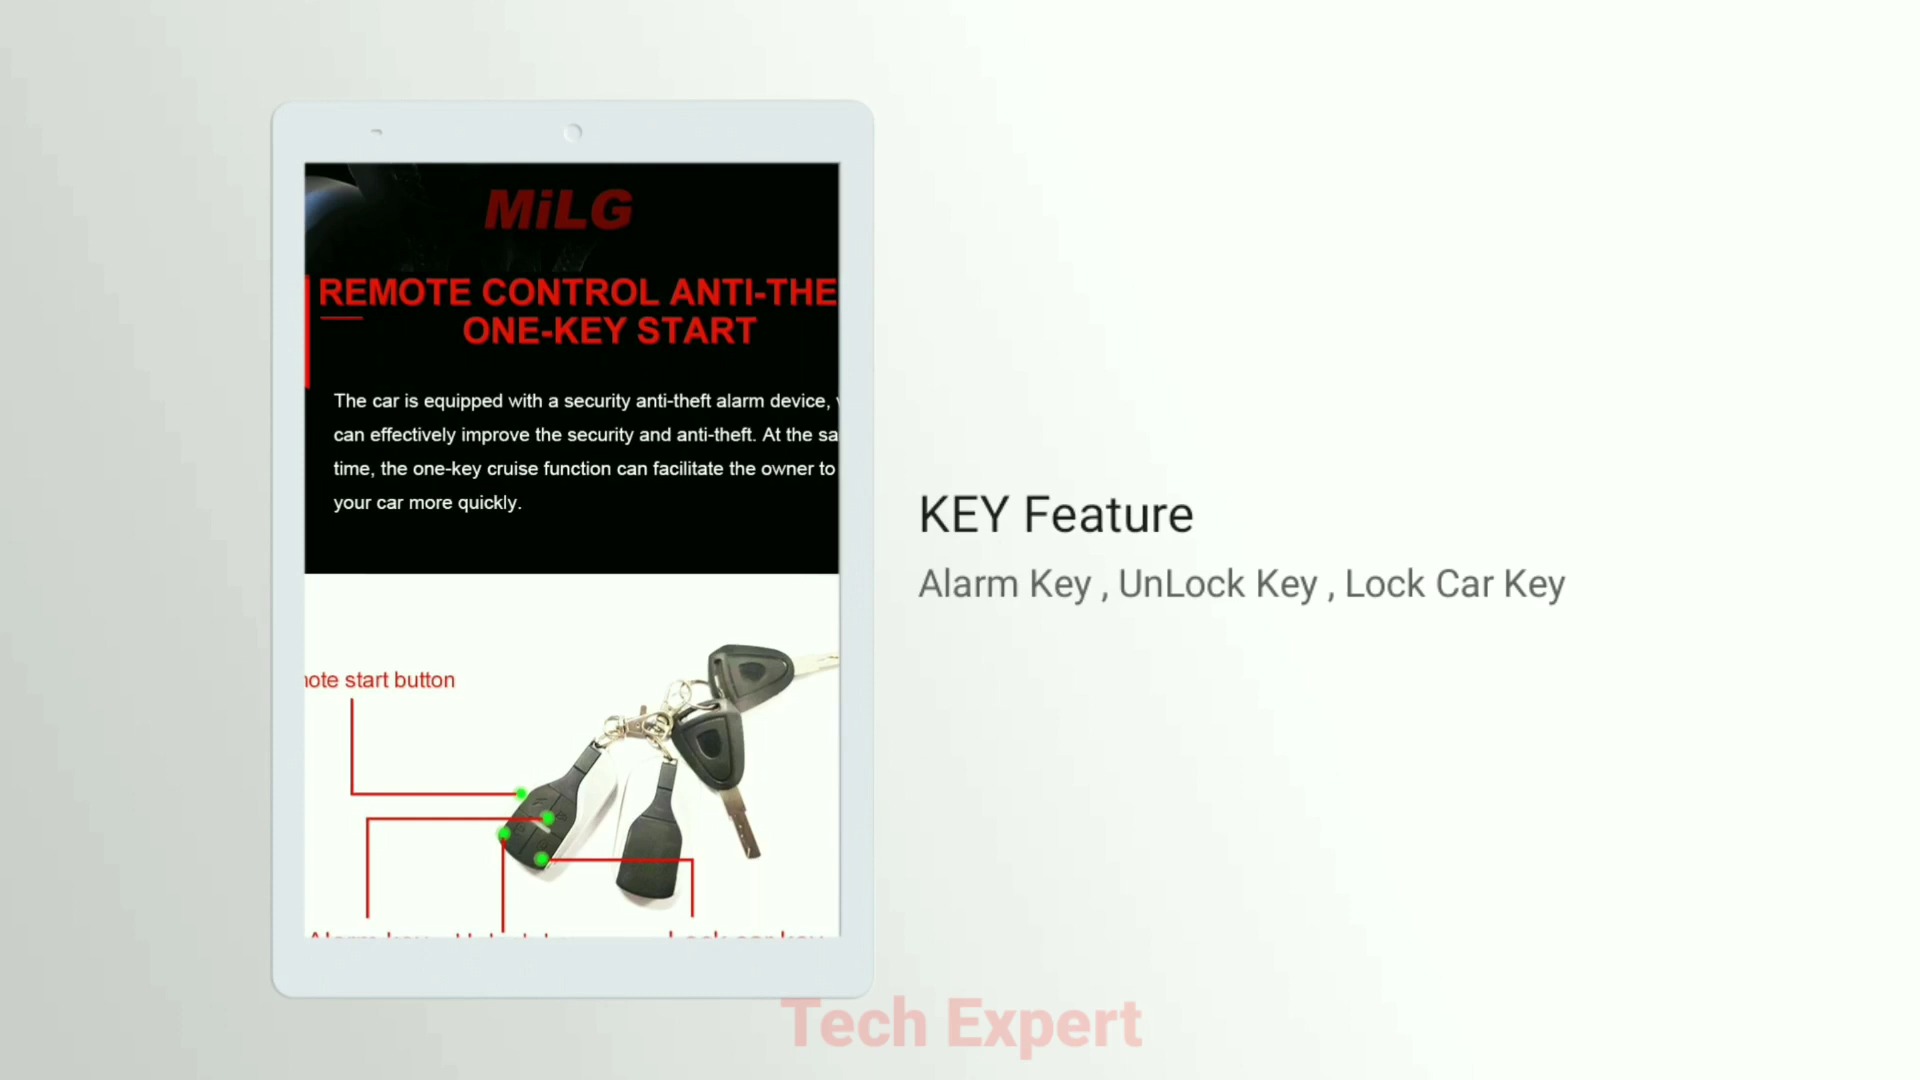 MiLG
REMOTE CONTROL ANTI-THE
ONE-KEY START
The car is equipped with a security anti-theft alarm device,
can effectively improve the security and anti-theft. At the sa
time, the one-key cruise function can facilitate the owner to
your car more quickly.
ote start button
KEY Feature
Alarm Key , UnLock Key , Lock Car Key
Tech Expert